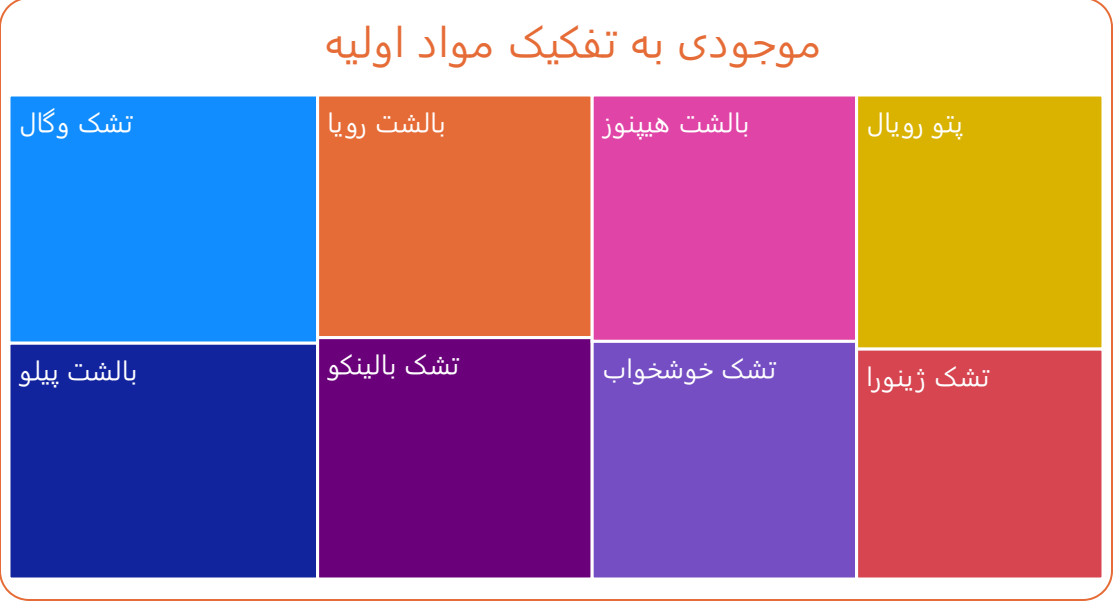 موجودی به تفکیک مواد اولیه
تشک وگال
بالشت رویا
بالشت هیپنوز
پتو رویال
بالشت پیلو
تشک بالینکو
تشک خوشخواب
تشک ژینورا